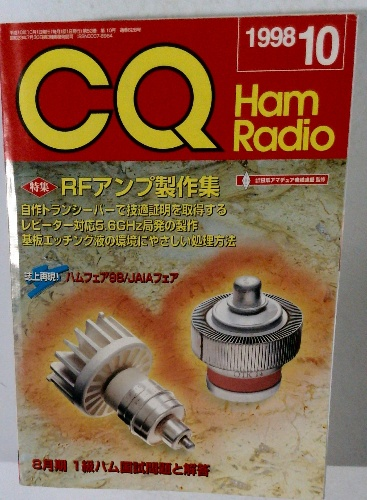 CQ
Ham
Radio
1998 10
特集 RFアンプ製作集
自作トランシーバーで技適証明を取得する
レピーター対応5.6GHz局発の製作
基板エッチング液の環境にやさしい処理方法
誌上再現! ハムフェア98/JAIAフェア
8月期 1級ハム国試問題と解答